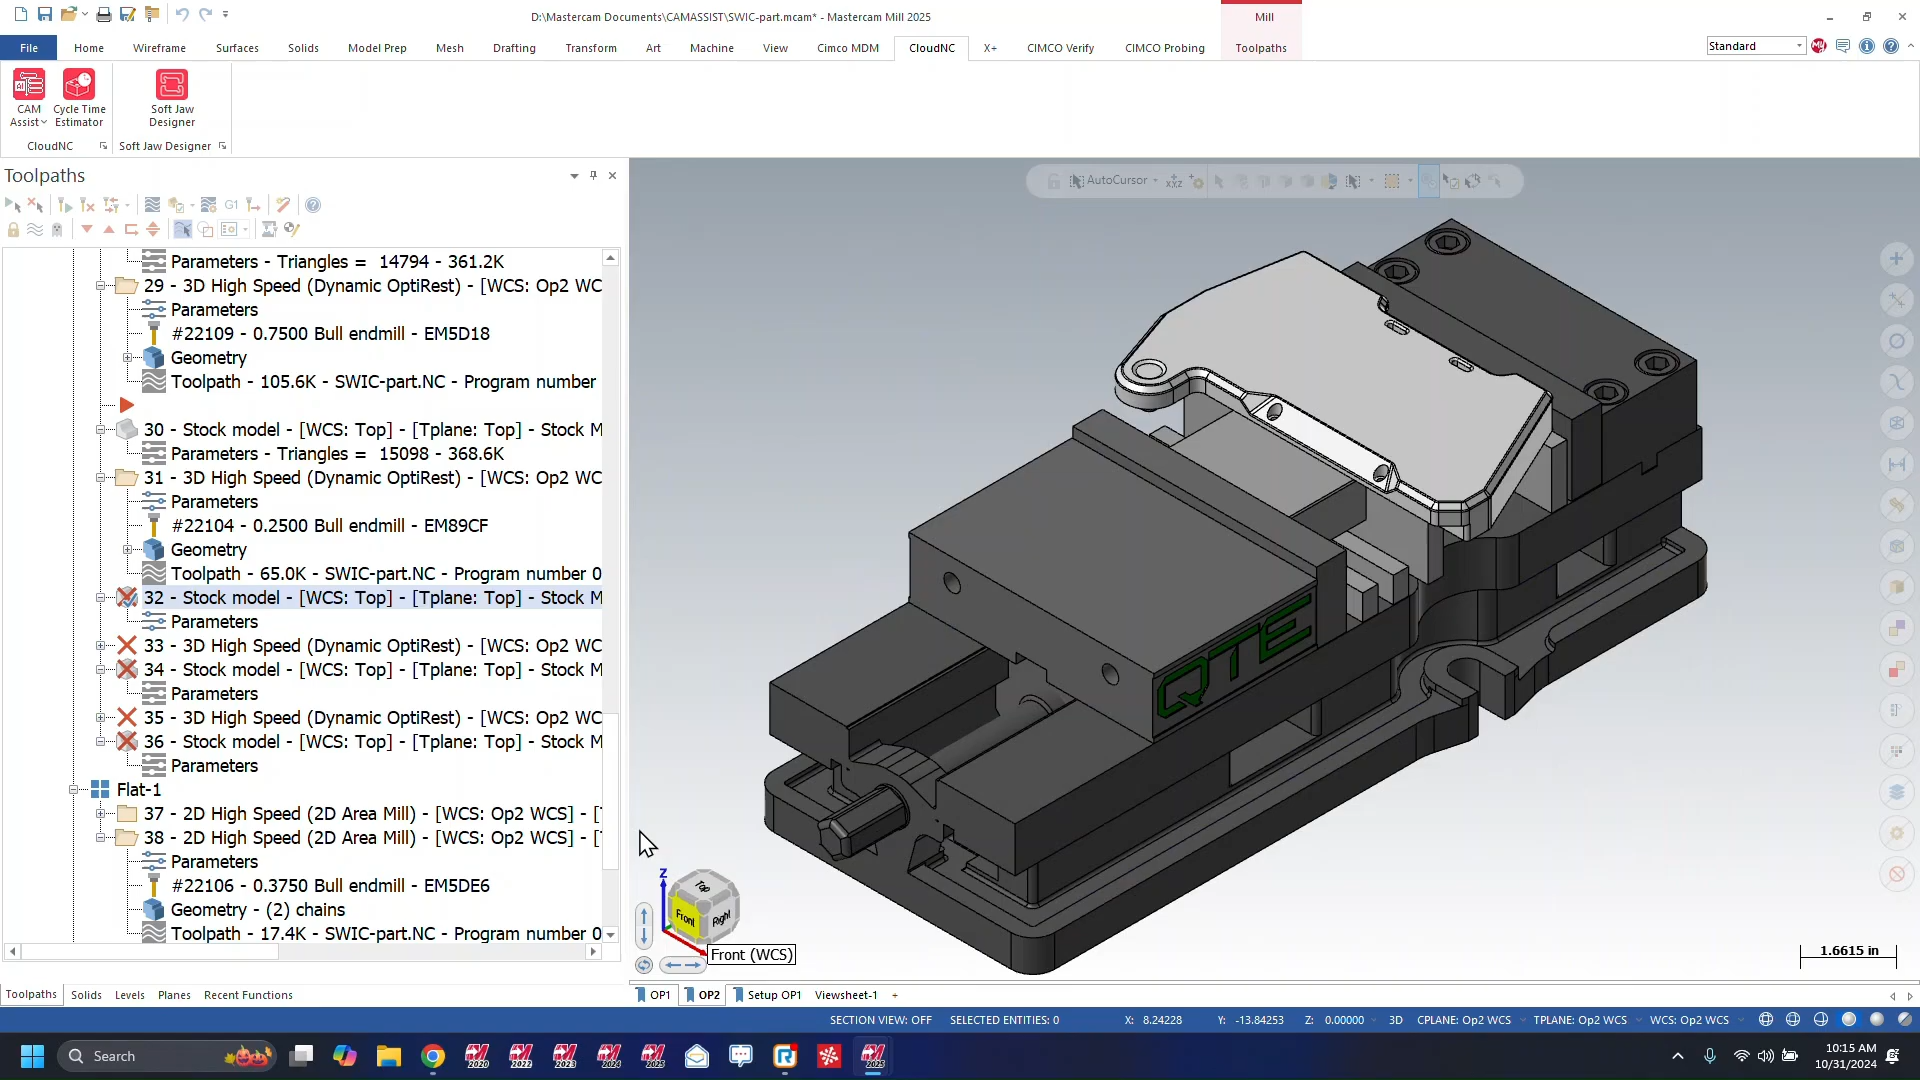 D:\Mastercam Documents\CAMASSIST\SWIC-part.mcam* - Mastercam Mill 2025
Mill
File
Home
Wireframe
Surfaces
Solids
Model Prep
Mesh
Drafting
Transform
Art
Machine
View
Cimco MDM
CloudNC
X+
CIMCO Verify
CIMCO Probing
Toolpaths
Standard
CAM Assist
Cycle Time Estimator
Soft Jaw Designer
CloudNC
Soft Jaw Designer
Toolpaths
AutoCursor
G1
Parameters - Triangles = 14794 - 361.2K
29 - 3D High Speed (Dynamic OptiRest) - [WCS: Op2 WC
Parameters
#22109 - 0.7500 Bull endmill - EM5D18
Geometry
Toolpath - 105.6K - SWIC-part.NC - Program number
30 - Stock model - [WCS: Top] - [Tplane: Top] - Stock M
Parameters - Triangles = 15098 - 368.6K
31 - 3D High Speed (Dynamic OptiRest) - [WCS: Op2 WC
Parameters
#22104 - 0.2500 Bull endmill - EM89CF
Geometry
Toolpath - 65.0K - SWIC-part.NC - Program number 0
32 - Stock model - [WCS: Top] - [Tplane: Top] - Stock M
Parameters
33 - 3D High Speed (Dynamic OptiRest) - [WCS: Op2 WC
34 - Stock model - [WCS: Top] - [Tplane: Top] - Stock M
Parameters
35 - 3D High Speed (Dynamic OptiRest) - [WCS: Op2 WC
36 - Stock model - [WCS: Top] - [Tplane: Top] - Stock M
Parameters
Flat-1
37 - 2D High Speed (2D Area Mill) - [WCS: Op2 WCS] - [
38 - 2D High Speed (2D Area Mill) - [WCS: Op2 WCS] - [
Parameters
#22106 - 0.3750 Bull endmill - EM5DE6
Geometry - (2) chains
Toolpath - 17.4K - SWIC-part.NC - Program number 0
QTE
Z
Top
Front
Right
Front (WCS)
1.6615 in
Toolpaths
Solids
Levels
Planes
Recent Functions
OP1
OP2
Setup OP1
Viewsheet-1
+
SECTION VIEW: OFF
SELECTED ENTITIES: 0
X: 8.24228
Y: -13.84253
Z: 0.00000
3D
CPLANE: Op2 WCS
TPLANE: Op2 WCS
WCS: Op2 WCS
Search
2020
2022
2023
2024
2025
2025
10:15 AM
10/31/2024